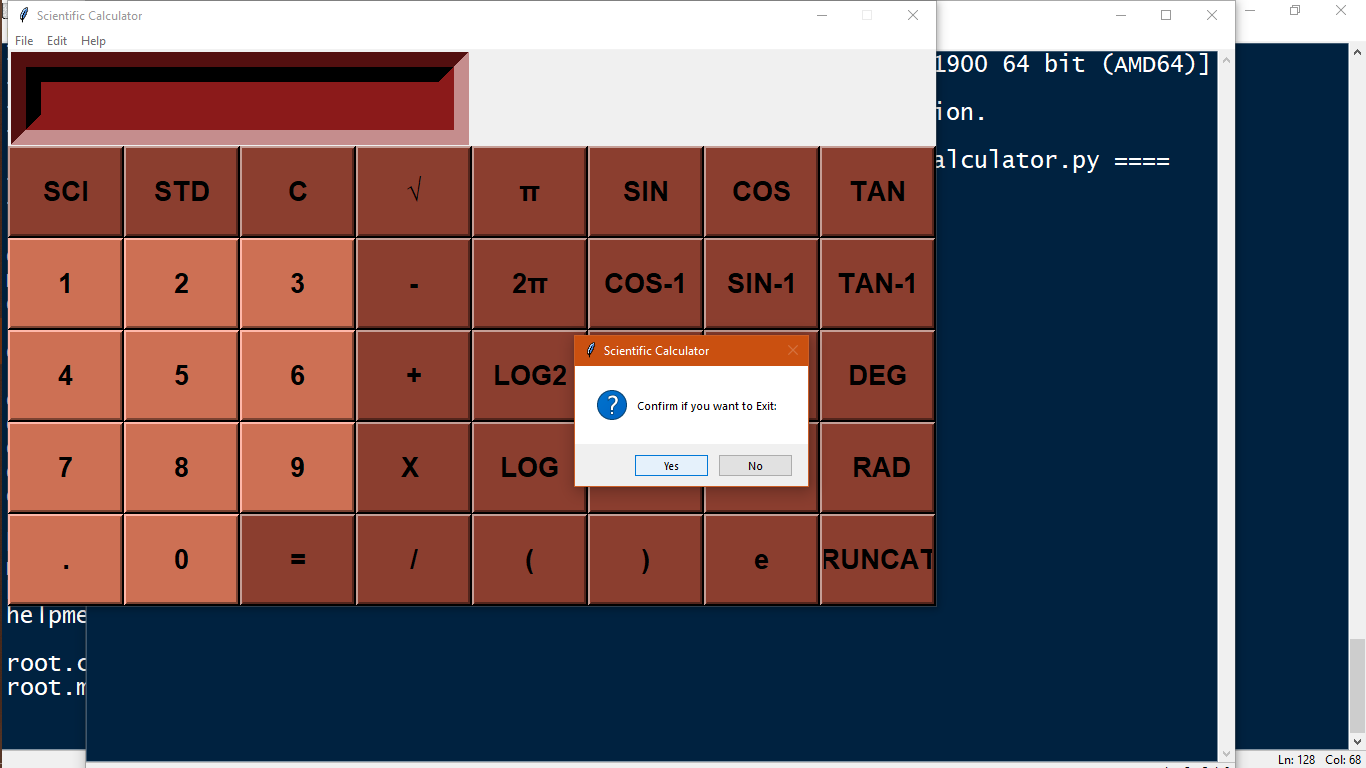 Scientific Calculator
File Edit Help
1900 64 bit (AMD64)]
ion.
alculator.py ====
SCI STD C √ π SIN COS TAN
1 2 3 - 2π COS-1 SIN-1 TAN-1
4 5 6 + LOG2 DEG
Scientific Calculator
Confirm if you want to Exit:
Yes No
7 8 9 X LOG RAD
. 0 = / ( ) e RUNCAT
helpme
root.c
root.m
Ln: 128 Col: 68